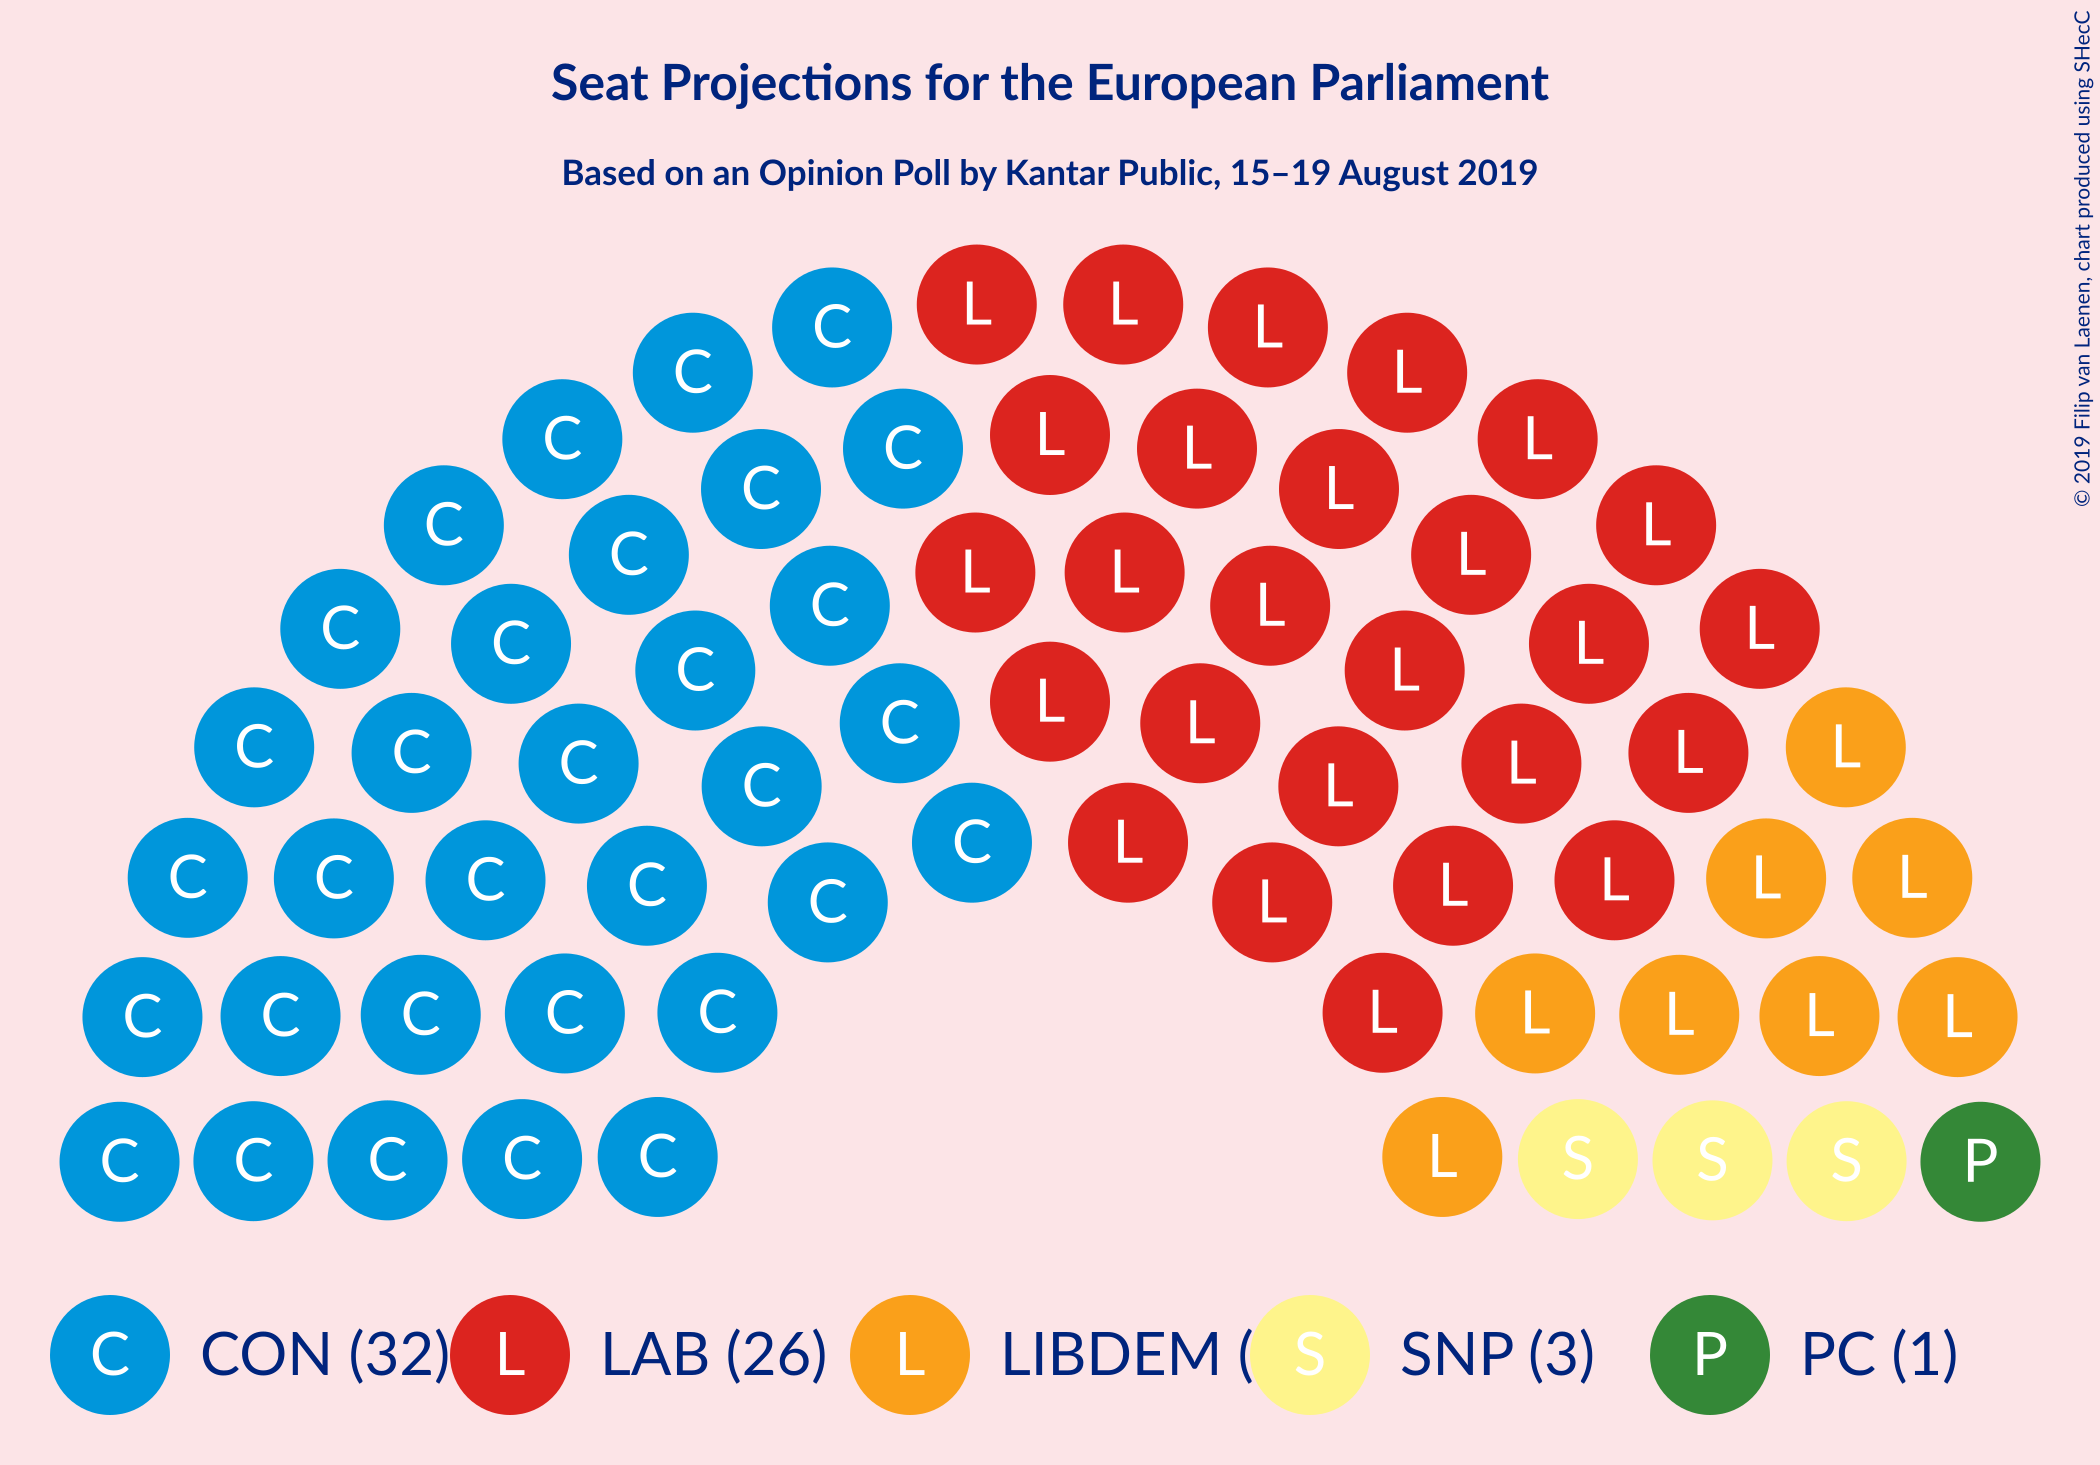 Seat Projections for the European Parliament
Based on an Opinion Poll by Kantar Public, 15–19 August 2019
© 2019 Filip van Laenen, chart produced using SHecC
L L
C L
C L
L
C L
C L
C L
C L
C L
L L
C L
C L
C L
C L
L
C L
C L
C L
C L
C L
C L
C C C C L L L L
C L
C C C C C L L L L L
C C C C C L S S S P
C CON (32) L LAB (26) L LIBDEM ( S SNP (3) P PC (1)